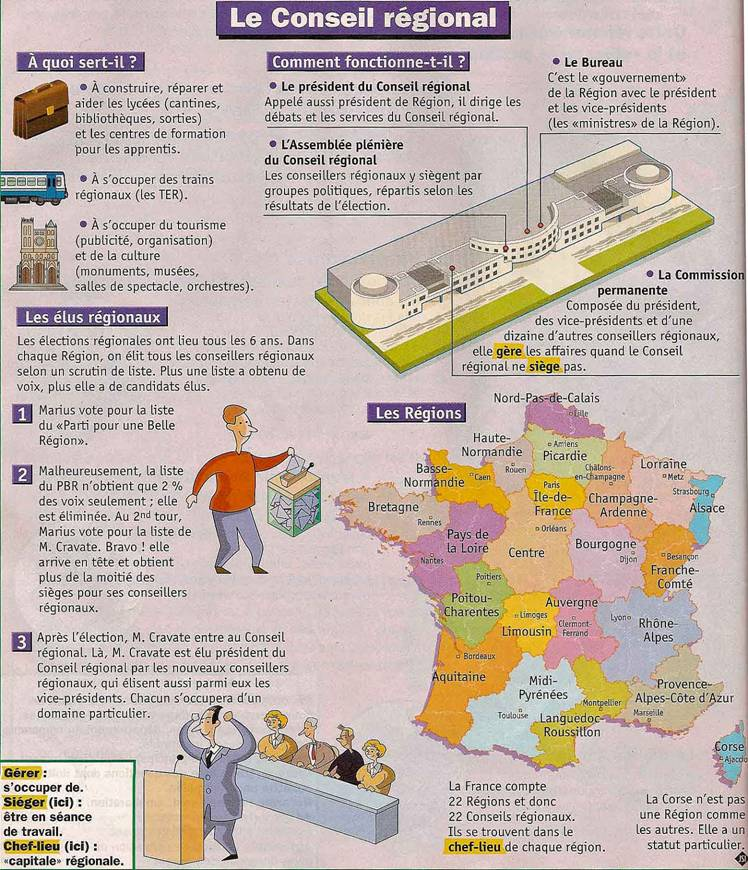 Le Conseil régional
À quoi sert-il ?
• À construire, réparer et
aider les lycées (cantines,
bibliothèques, sorties)
et les centres de formation
pour les apprentis.
• À s'occuper des trains
régionaux (les TER).
• À s'occuper du tourisme
(publicité, organisation)
et de la culture
(monuments, musées,
salles de spectacle, orchestres).
Comment fonctionne-t-il ?
• Le président du Conseil régional
Appelé aussi président de Région, il dirige les
débats et les services du Conseil régional.
• L'Assemblée plénière
du Conseil régional
Les conseillers régionaux y siègent par
groupes politiques, répartis selon les
résultats de l'élection.
• Le Bureau
C'est le «gouvernement»
de la Région avec le président
et les vice-présidents
(les «ministres» de la Région).
• La Commission
permanente
Composée du président,
des vice-présidents et d'une
dizaine d'autres conseillers régionaux,
elle gère les affaires quand le Conseil
régional ne siège pas.
Les élus régionaux
Les élections régionales ont lieu tous les 6 ans. Dans
chaque Région, on élit tous les conseillers régionaux
selon un scrutin de liste. Plus une liste a obtenu de
voix, plus elle a de candidats élus.
1 Marius vote pour la liste
du «Parti pour une Belle
Région».
2 Malheureusement, la liste
du PBR n'obtient que 2 %
des voix seulement ; elle
est éliminée. Au 2nd tour,
Marius vote pour la liste de
M. Cravate. Bravo ! elle
arrive en tête et obtient
plus de la moitié des
sièges pour ses conseillers
régionaux.
3 Après l'élection, M. Cravate entre au Conseil
régional. Là, M. Cravate est élu président du
Conseil régional par les nouveaux conseillers
régionaux, qui élisent aussi parmi eux les
vice-présidents. Chacun s'occupera d'un
domaine particulier.
Gérer :
s'occuper de.
Siéger (ici) :
être en séance
de travail.
Chef-lieu (ici) :
«capitale» régionale.
Les Régions
Nord-Pas-de-Calais
Lille
Haute-
Normandie
Rouen
Amiens
Picardie
Basse-
Normandie
Caen
Châlons-
en-Champagne
Lorraine
Metz
Strasbourg
Alsace
Paris
Île-de-
France
Champagne-
Ardenne
Bretagne
Rennes
Orléans
Pays de
la Loire
Nantes
Centre
Bourgogne
Dijon
Besançon
Franche-
Comté
Poitiers
Poitou-
Charentes
Limoges
Limousin
Auvergne
Clermont-
Ferrand
Lyon
Rhône-
Alpes
Bordeaux
Aquitaine
Midi-
Pyrénées
Toulouse
Montpellier
Languedoc-
Roussillon
Provence-
Alpes-Côte d'Azur
Marseille
Corse
Ajaccio
La France compte
22 Régions et donc
22 Conseils régionaux.
Ils se trouvent dans le
chef-lieu de chaque région.
La Corse n'est pas
une Région comme
les autres. Elle a un
statut particulier.